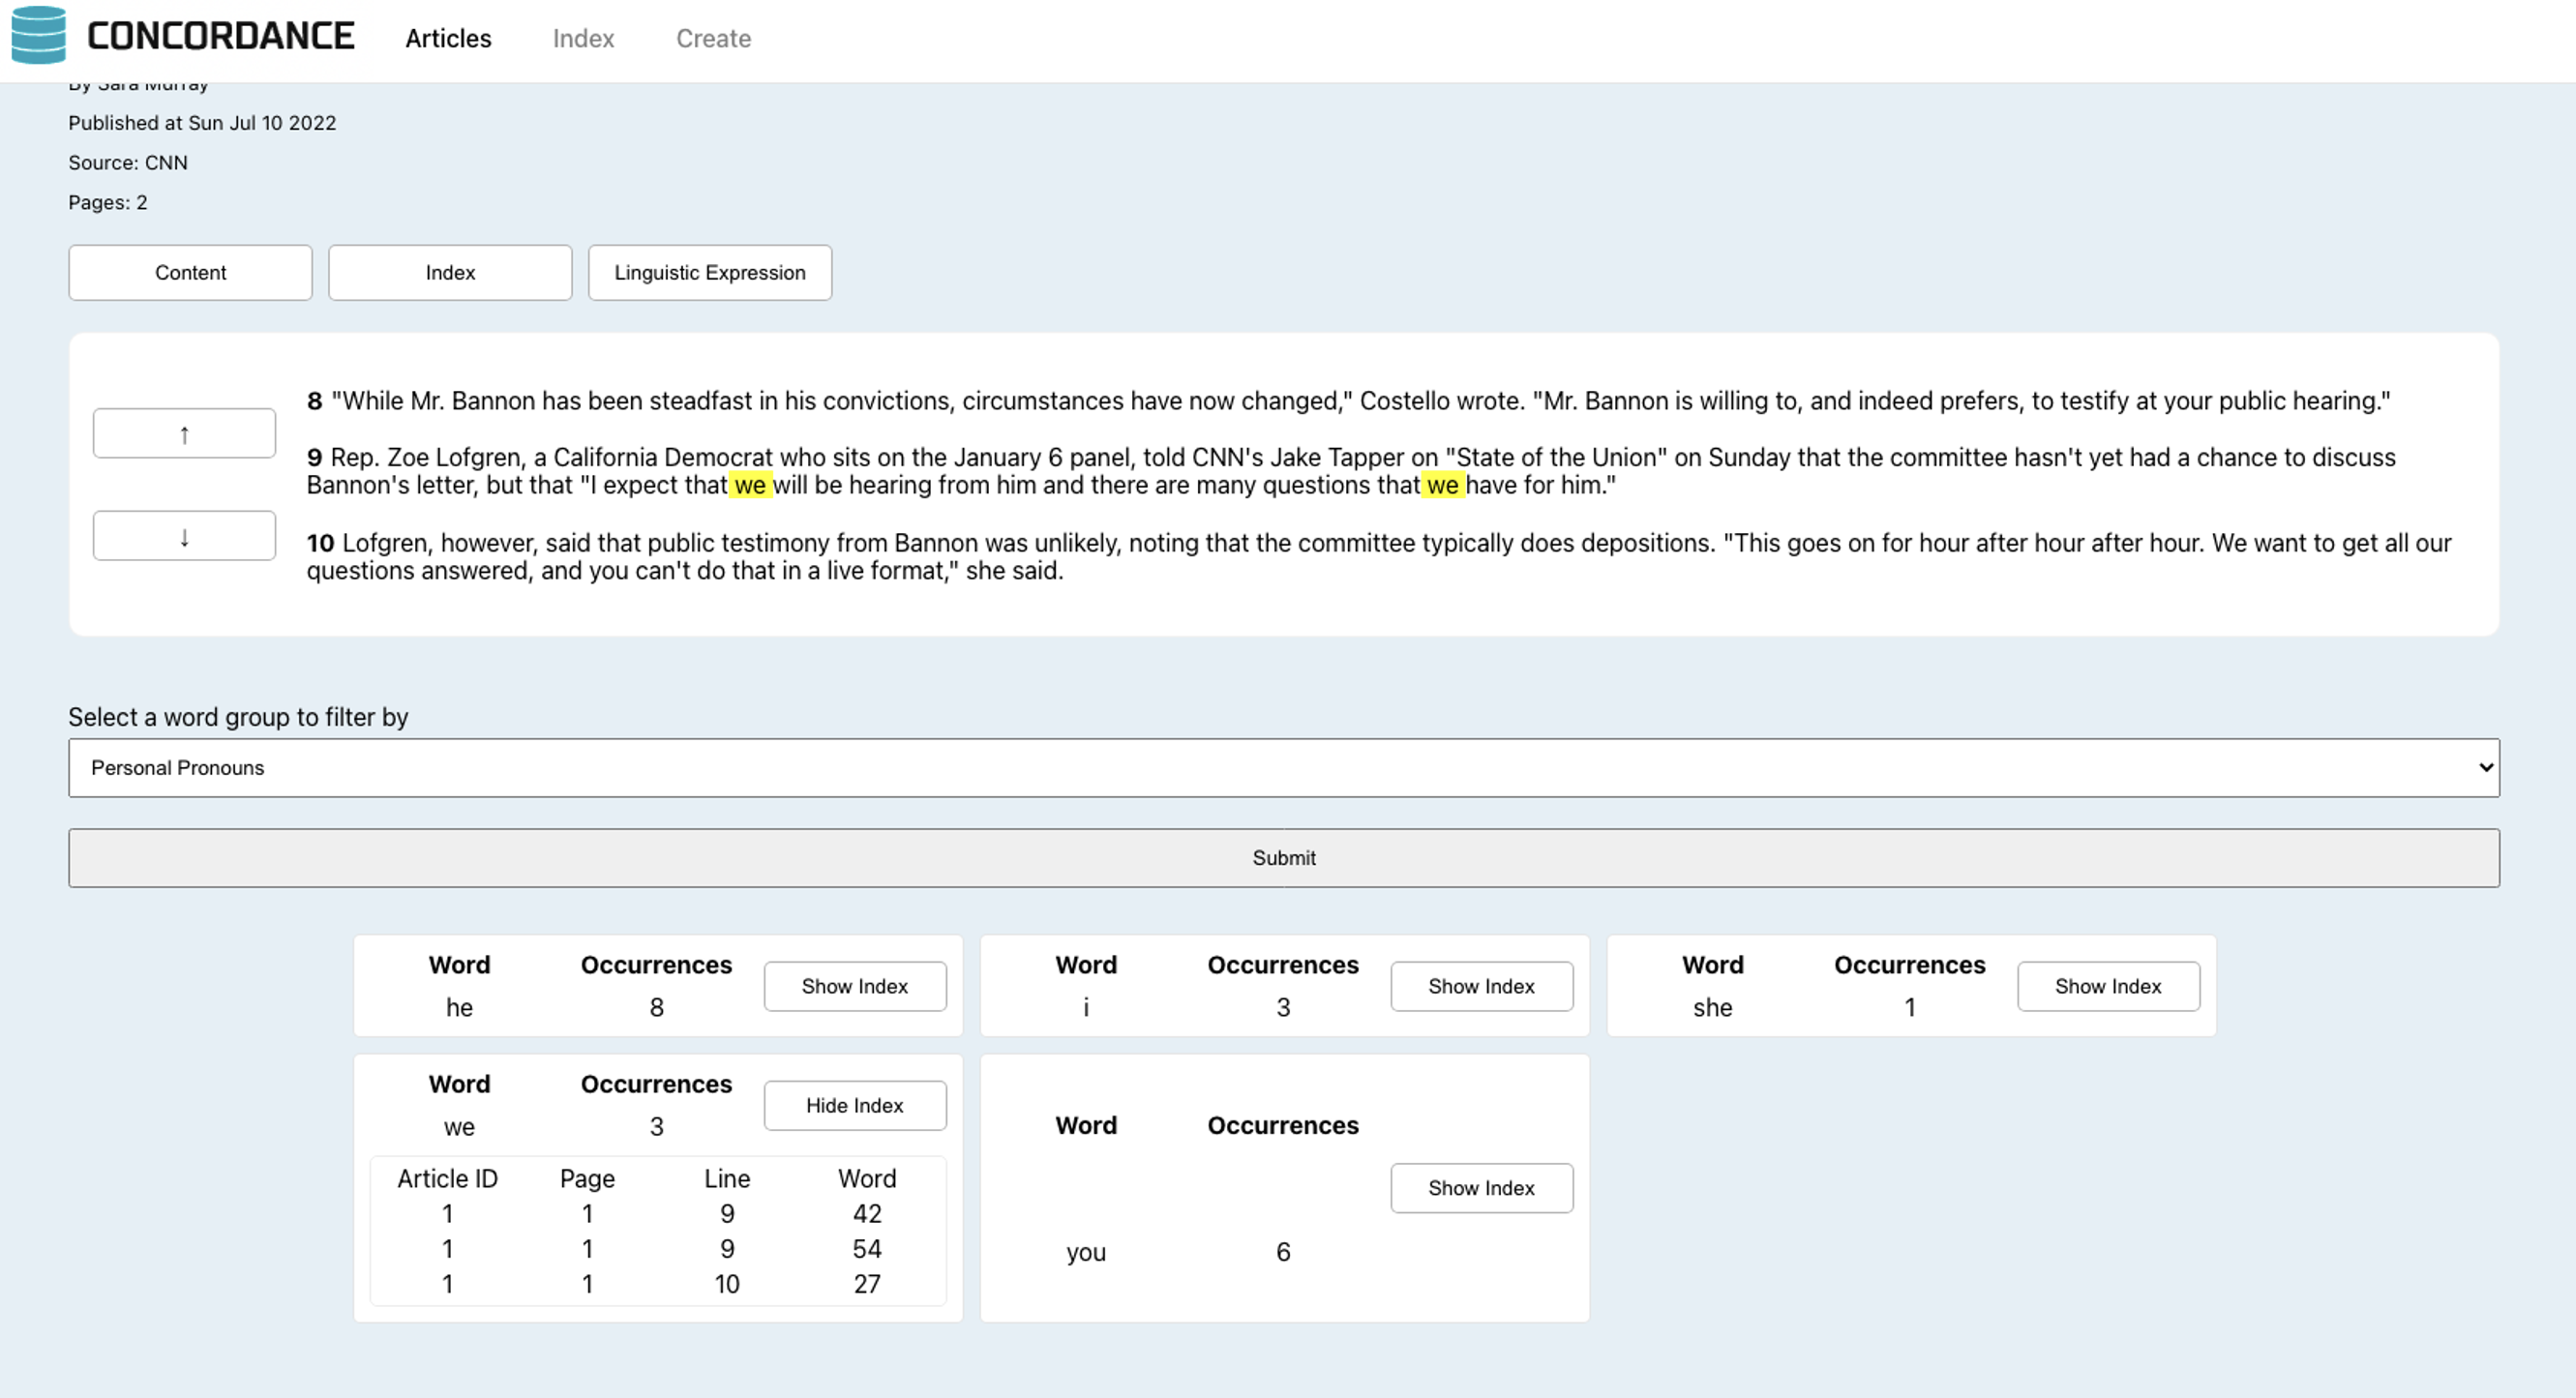 CONCORDANCE Articles Index Create
By Sara Murray
Published at Sun Jul 10 2022
Source: CNN
Pages: 2
Content Index Linguistic Expression
8 "While Mr. Bannon has been steadfast in his convictions, circumstances have now changed," Costello wrote. "Mr. Bannon is willing to, and indeed prefers, to testify at your public hearing."
↑
9 Rep. Zoe Lofgren, a California Democrat who sits on the January 6 panel, told CNN's Jake Tapper on "State of the Union" on Sunday that the committee hasn't yet had a chance to discuss
Bannon's letter, but that "I expect that we will be hearing from him and there are many questions that we have for him."
↓
10 Lofgren, however, said that public testimony from Bannon was unlikely, noting that the committee typically does depositions. "This goes on for hour after hour after hour. We want to get all our
questions answered, and you can't do that in a live format," she said.
Select a word group to filter by
Personal Pronouns
Submit
Word Occurrences Show Index
he 8
Word Occurrences Show Index
i 3
Word Occurrences Show Index
she 1
Word Occurrences Hide Index
we 3
Article ID Page Line Word
1 1 9 42
1 1 9 54
1 1 10 27
Word Occurrences
Show Index
you 6